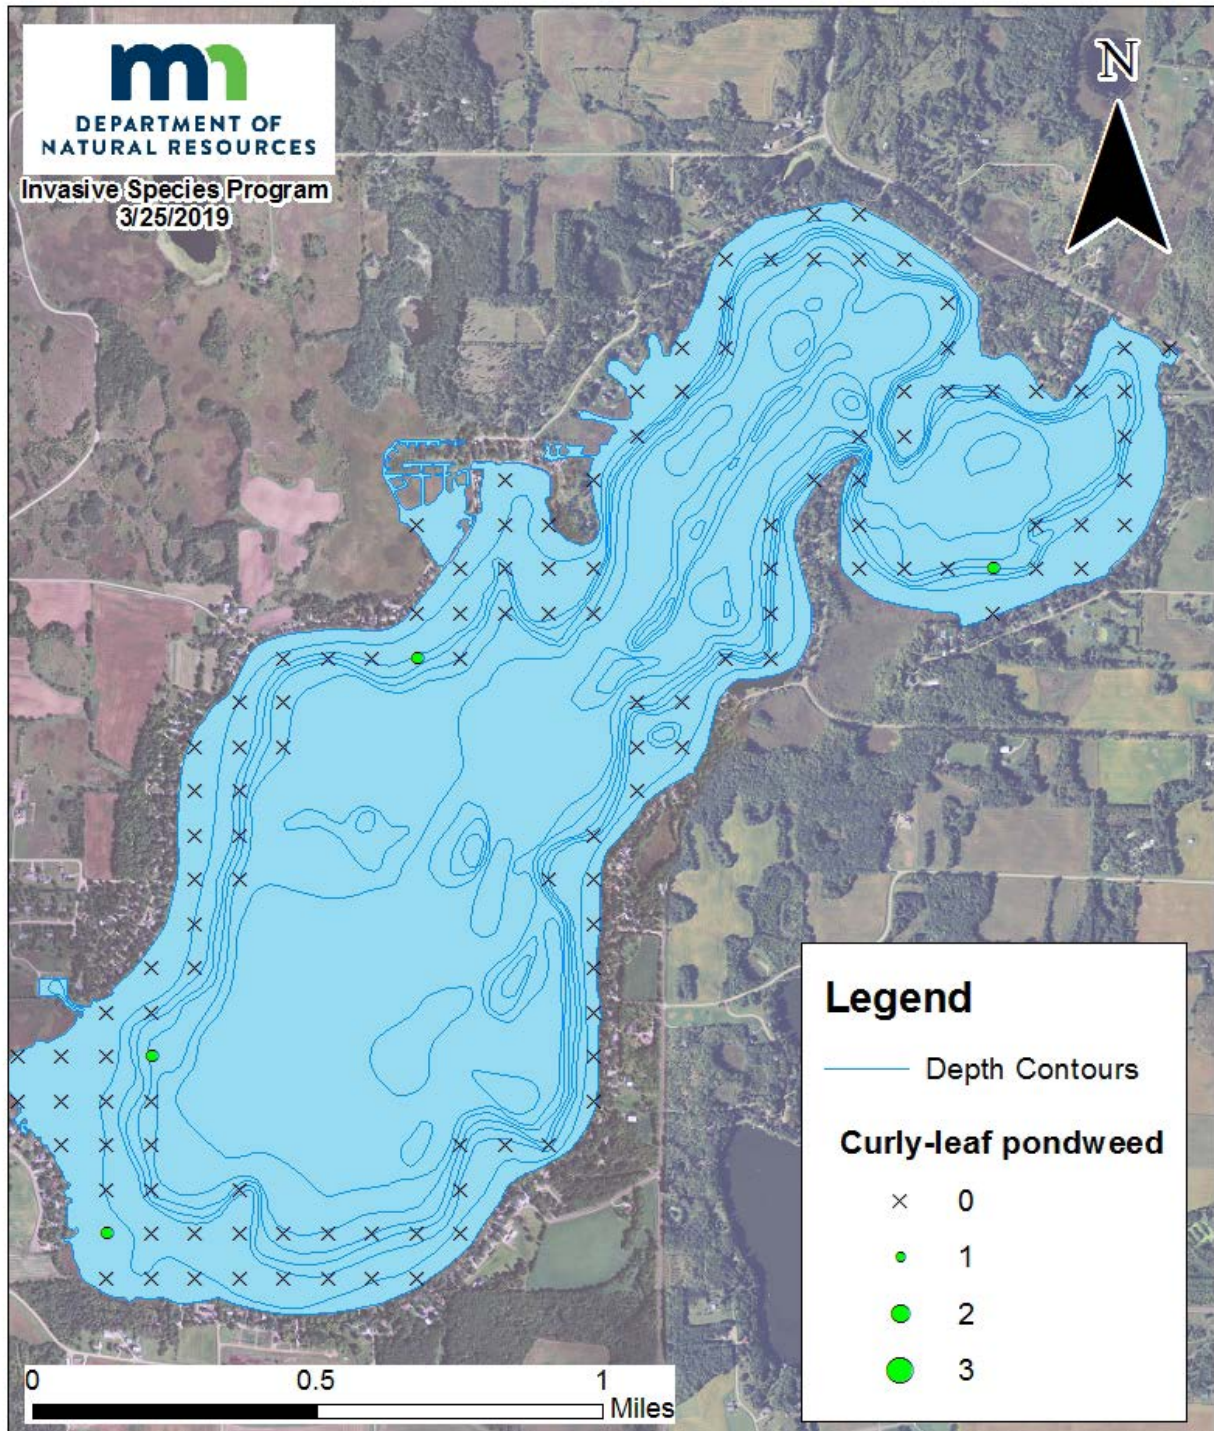 mn
DEPARTMENT OF
NATURAL RESOURCES
Invasive Species Program
3/25/2019
N
Legend
Depth Contours
Curly-leaf pondweed
0
1
2
3
0 0.5 1
Miles